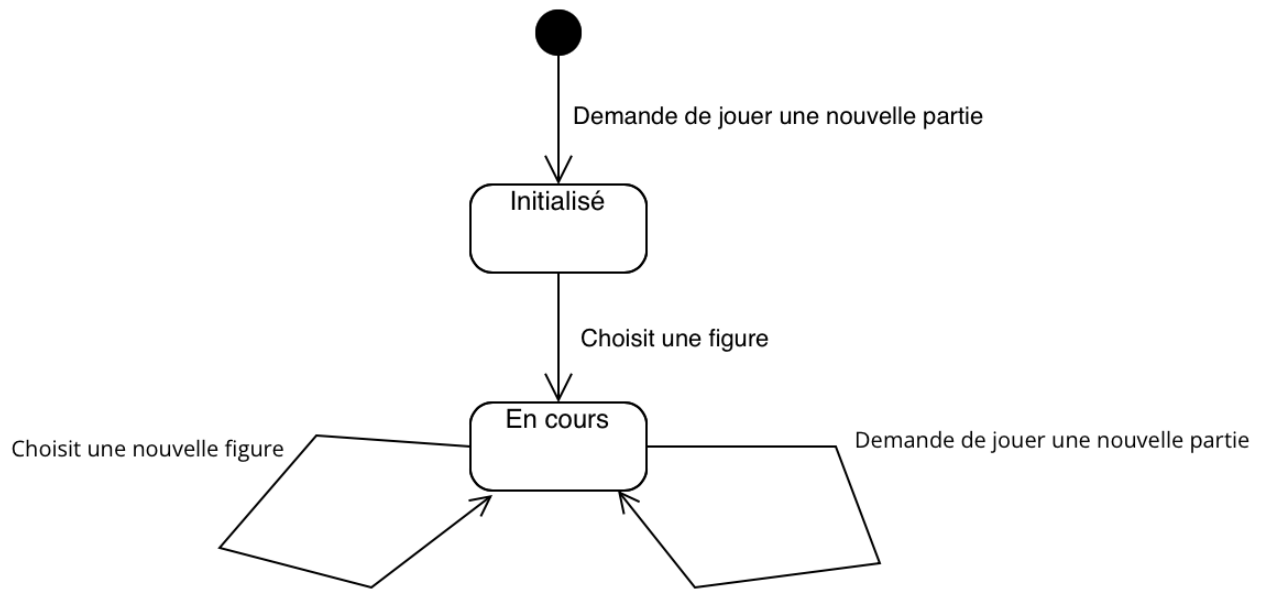 Demande de jouer une nouvelle partie
Initialisé
Choisit une figure
En cours
Choisit une nouvelle figure
Demande de jouer une nouvelle partie